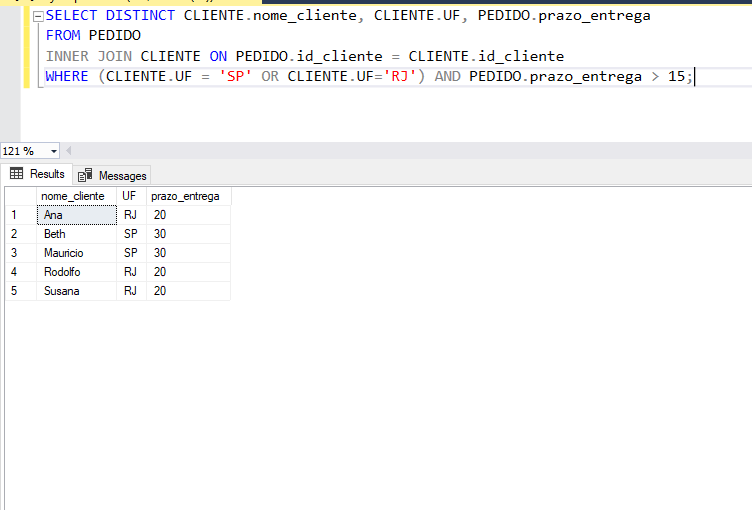 SELECT DISTINCT CLIENTE.nome_cliente, CLIENTE.UF, PEDIDO.prazo_entrega
FROM PEDIDO
INNER JOIN CLIENTE ON PEDIDO.id_cliente = CLIENTE.id_cliente
WHERE (CLIENTE.UF = 'SP' OR CLIENTE.UF='RJ') AND PEDIDO.prazo_entrega > 15;
121 %
Results Messages
nome_cliente UF prazo_entrega
1 Ana RJ 20
2 Beth SP 30
3 Mauricio SP 30
4 Rodolfo RJ 20
5 Susana RJ 20